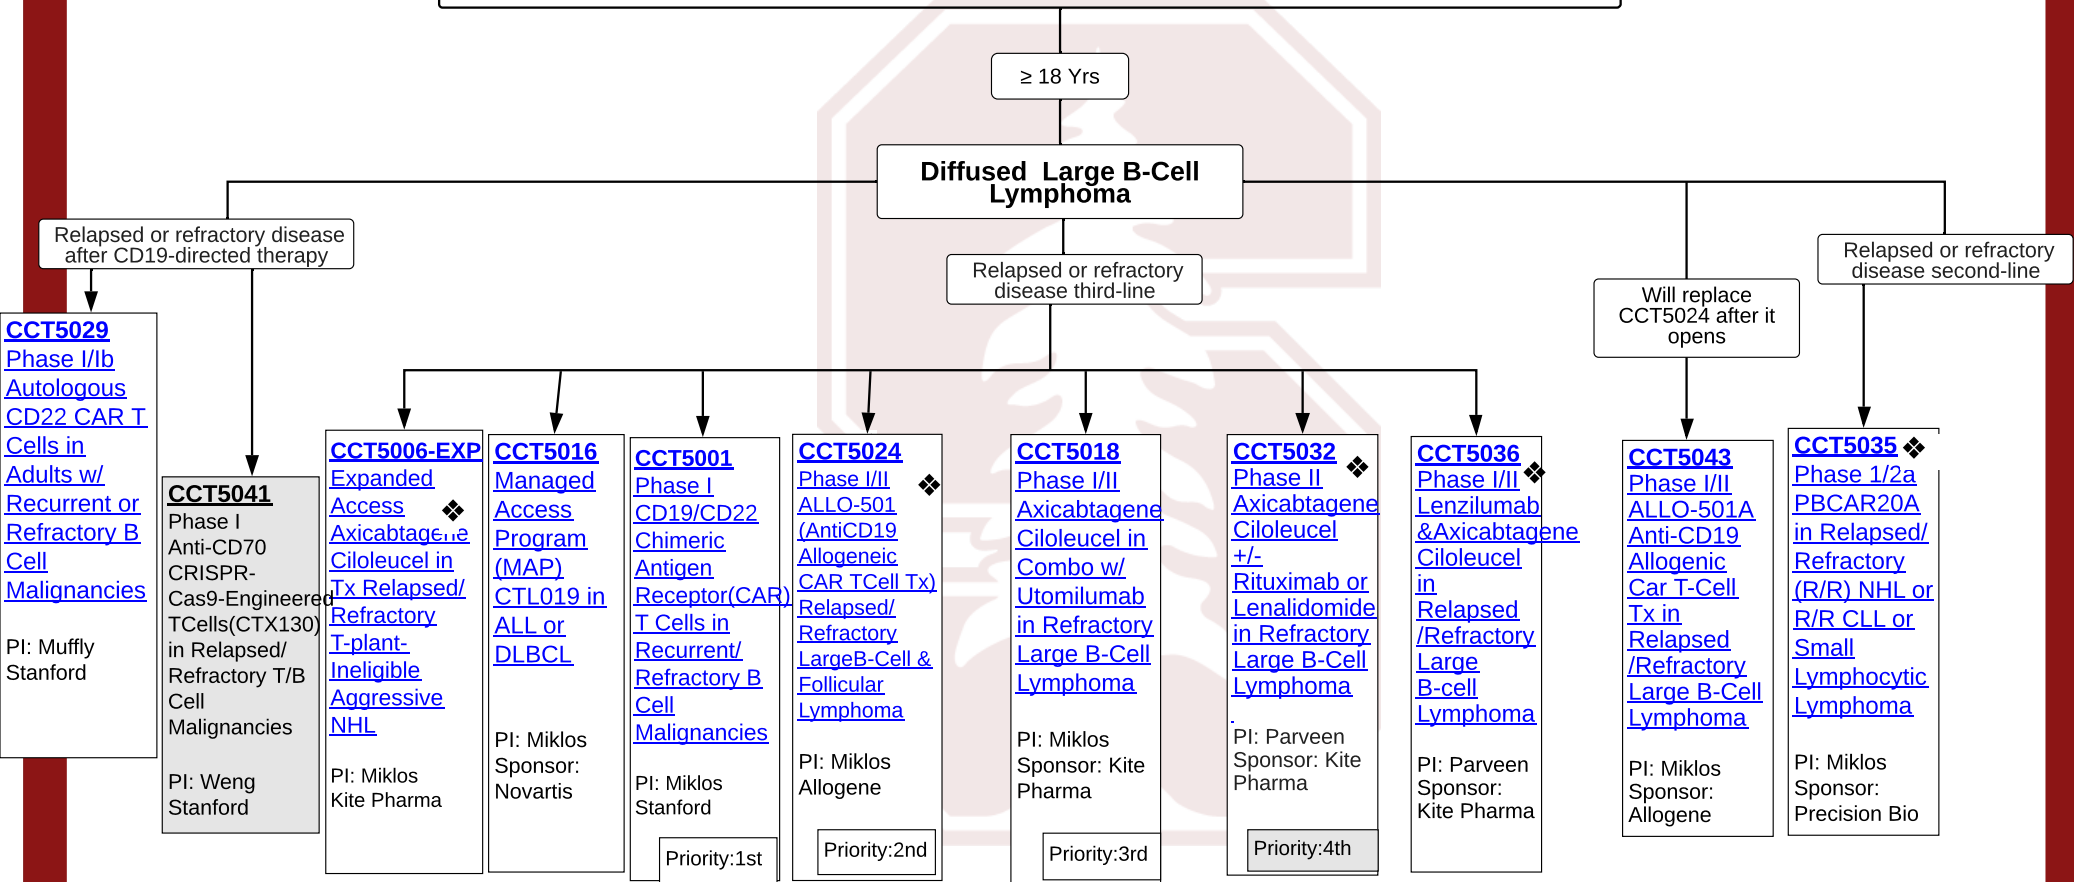 ≥ 18 Yrs
Diffused Large B-Cell
Lymphoma
Relapsed or refractory disease
after CD19-directed therapy
Relapsed or refractory
disease third-line
Will replace
CCT5024 after it
opens
Relapsed or refractory
disease second-line
CCT5029
Phase I/Ib
Autologous
CD22 CAR T
Cells in
Adults w/
Recurrent or
Refractory B
Cell
Malignancies
PI: Muffly
Stanford
CCT5041
Phase I
Anti-CD70
CRISPR-
Cas9-Engineered
TCells(CTX130)
in Relapsed/
Refractory T/B
Cell
Malignancies
PI: Weng
Stanford
CCT5006-EXP
Expanded
Access
Axicabtagene
Ciloleucel in
Tx Relapsed/
Refractory
T-plant-
Ineligible
Aggressive
NHL
PI: Miklos
Kite Pharma
CCT5016
Managed
Access
Program
(MAP)
CTL019 in
ALL or
DLBCL
PI: Miklos
Sponsor:
Novartis
CCT5001
Phase I
CD19/CD22
Chimeric
Antigen
Receptor(CAR)
T Cells in
Recurrent/
Refractory B
Cell
Malignancies
PI: Miklos
Stanford
Priority:1st
CCT5024
Phase I/II
ALLO-501
(AntiCD19
Allogeneic
CAR TCell Tx)
Relapsed/
Refractory
LargeB-Cell &
Follicular
Lymphoma
PI: Miklos
Allogene
Priority:2nd
CCT5018
Phase I/II
Axicabtagene
Ciloleucel in
Combo w/
Utomilumab
in Refractory
Large B-Cell
Lymphoma
PI: Miklos
Sponsor: Kite
Pharma
Priority:3rd
CCT5032
Phase II
Axicabtagene
Ciloleucel
+/-
Rituximab or
Lenalidomide
in Refractory
Large B-Cell
Lymphoma
PI: Parveen
Sponsor: Kite
Pharma
Priority:4th
CCT5036
Phase I/II
Lenzilumab
&Axicabtagene
Ciloleucel
in
Relapsed
/Refractory
Large
B-cell
Lymphoma
PI: Parveen
Sponsor:
Kite Pharma
CCT5043
Phase I/II
ALLO-501A
Anti-CD19
Allogenic
Car T-Cell
Tx in
Relapsed
/Refractory
Large B-Cell
Lymphoma
PI: Miklos
Sponsor:
Allogene
CCT5035
Phase 1/2a
PBCAR20A
in Relapsed/
Refractory
(R/R) NHL or
R/R CLL or
Small
Lymphocytic
Lymphoma
PI: Miklos
Sponsor:
Precision Bio